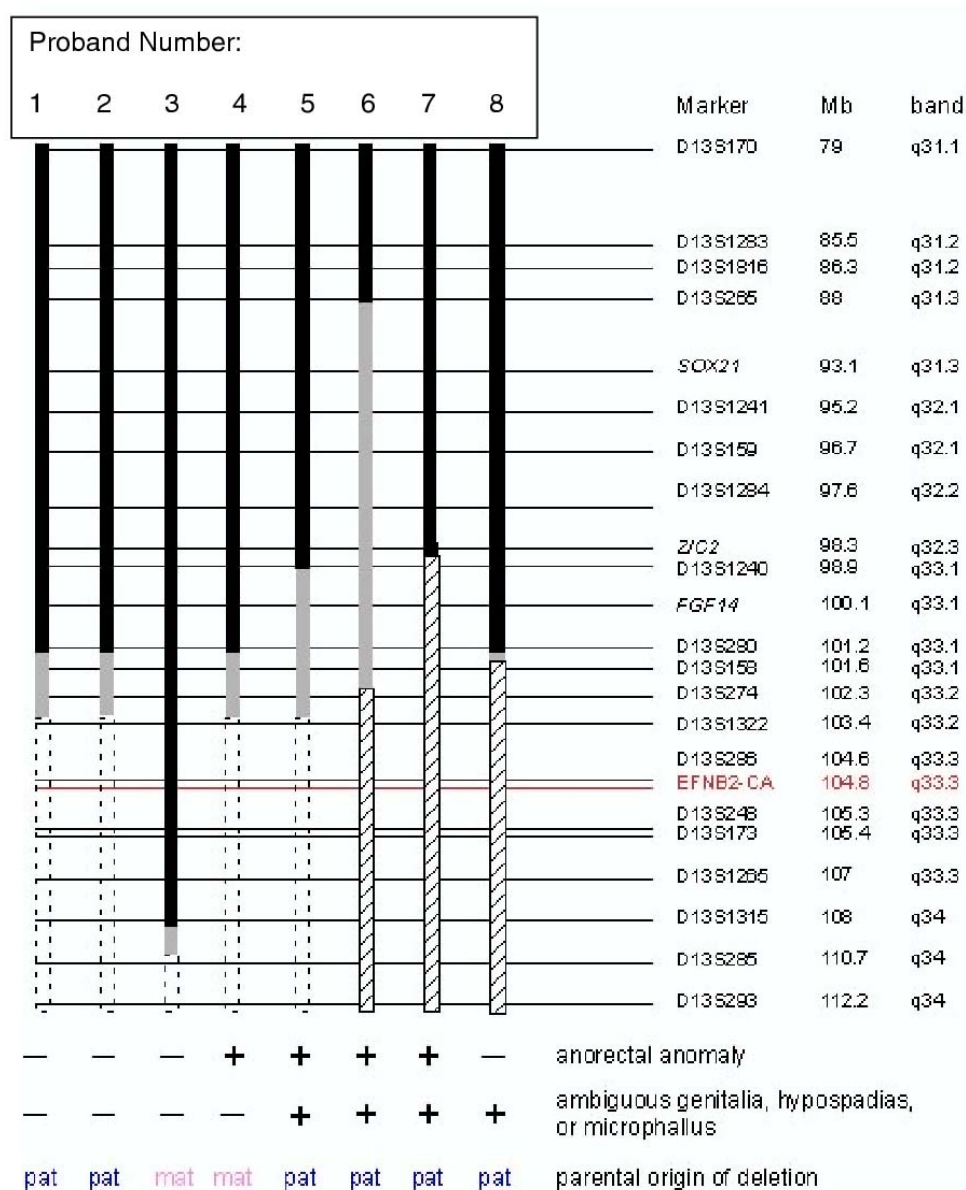 Proband Number:
1 2 3 4 5 6 7 8
Marker Mb band
D13S170 79 q31.1
D13S1283 85.5 q31.2
D13S1816 86.3 q31.2
D13S265 88 q31.3
SOX21 93.1 q31.3
D13S1241 95.2 q32.1
D13S159 96.7 q32.1
D13S1284 97.6 q32.2
ZIC2 98.3 q32.3
D13S1240 98.9 q33.1
FGF14 100.1 q33.1
D13S280 101.2 q33.1
D13S158 101.6 q33.1
D13S274 102.3 q33.2
D13S1322 103.4 q33.2
D13S286 104.6 q33.3
EFNB2-CA 104.8 q33.3
D13S248 105.3 q33.3
D13S173 105.4 q33.3
D13S1265 107 q33.3
D13S1315 108 q34
D13S285 110.7 q34
D13S293 112.2 q34
— — — + + + + — anorectal anomaly
— — — — + + + + ambiguous genitalia, hypospadias,
or microphallus
pat pat mat mat pat pat pat pat parental origin of deletion